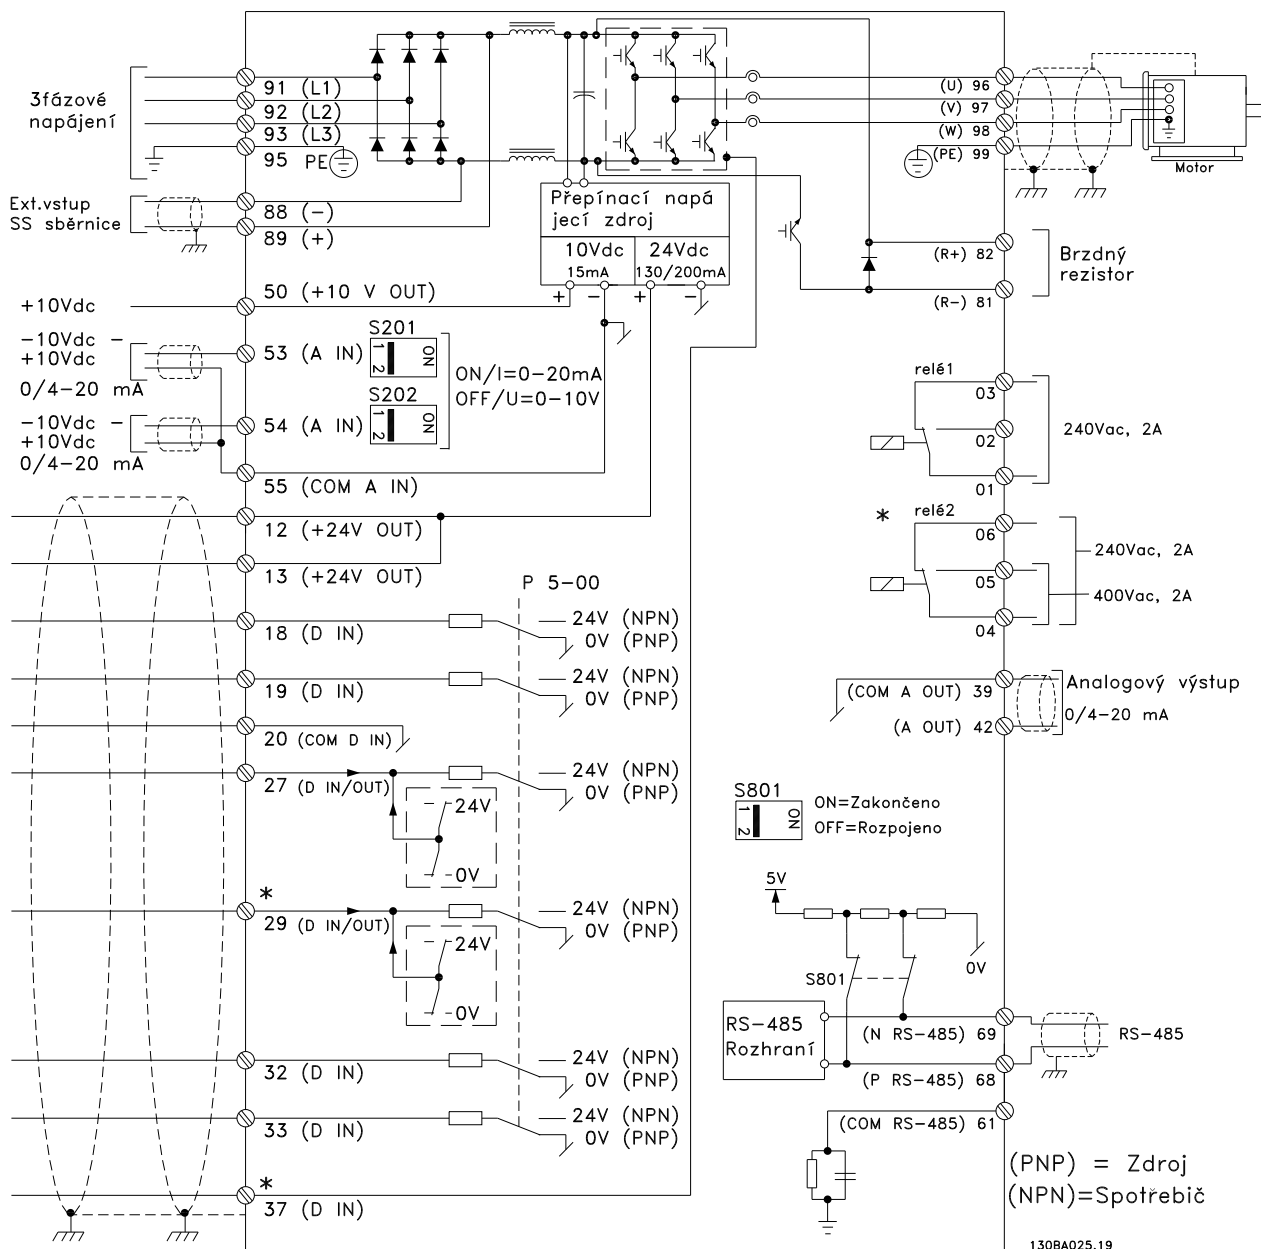 3fázové
napájení
91 (L1)
92 (L2)
93 (L3)
95 PE
Ext.vstup
SS sběrnice
88 (−)
89 (+)
Přepínací napá
jecí zdroj
10Vdc
15mA
24Vdc
130/200mA
+ − + −
(U) 96
(V) 97
(W) 98
(PE) 99
Motor
(R+) 82
(R−) 81
Brzdný
rezistor
+10Vdc
50 (+10 V OUT)
−10Vdc −
+10Vdc
0/4−20 mA
53 (A IN)
S201
1 2 ON
ON/I=0−20mA
OFF/U=0−10V
−10Vdc −
+10Vdc
0/4−20 mA
54 (A IN)
S202
1 2 ON
55 (COM A IN)
12 (+24V OUT)
13 (+24V OUT)
P 5−00
18 (D IN)
24V (NPN)
0V (PNP)
19 (D IN)
24V (NPN)
0V (PNP)
20 (COM D IN)
27 (D IN/OUT)
24V (NPN)
0V (PNP)
24V
0V
*
29 (D IN/OUT)
24V (NPN)
0V (PNP)
24V
0V
32 (D IN)
24V (NPN)
0V (PNP)
33 (D IN)
24V (NPN)
0V (PNP)
*
37 (D IN)
relé1
03
02
01
240Vac, 2A
*
relé2
06
05
04
240Vac, 2A
400Vac, 2A
(COM A OUT) 39
(A OUT) 42
Analogový výstup
0/4−20 mA
S801
1 2 ON
ON=Zakončeno
OFF=Rozpojeno
5V
0V
S801
RS−485
Rozhraní
(N RS−485) 69
(P RS−485) 68
RS−485
(COM RS−485) 61
(PNP) = Zdroj
(NPN)=Spotřebič
130BA025.19